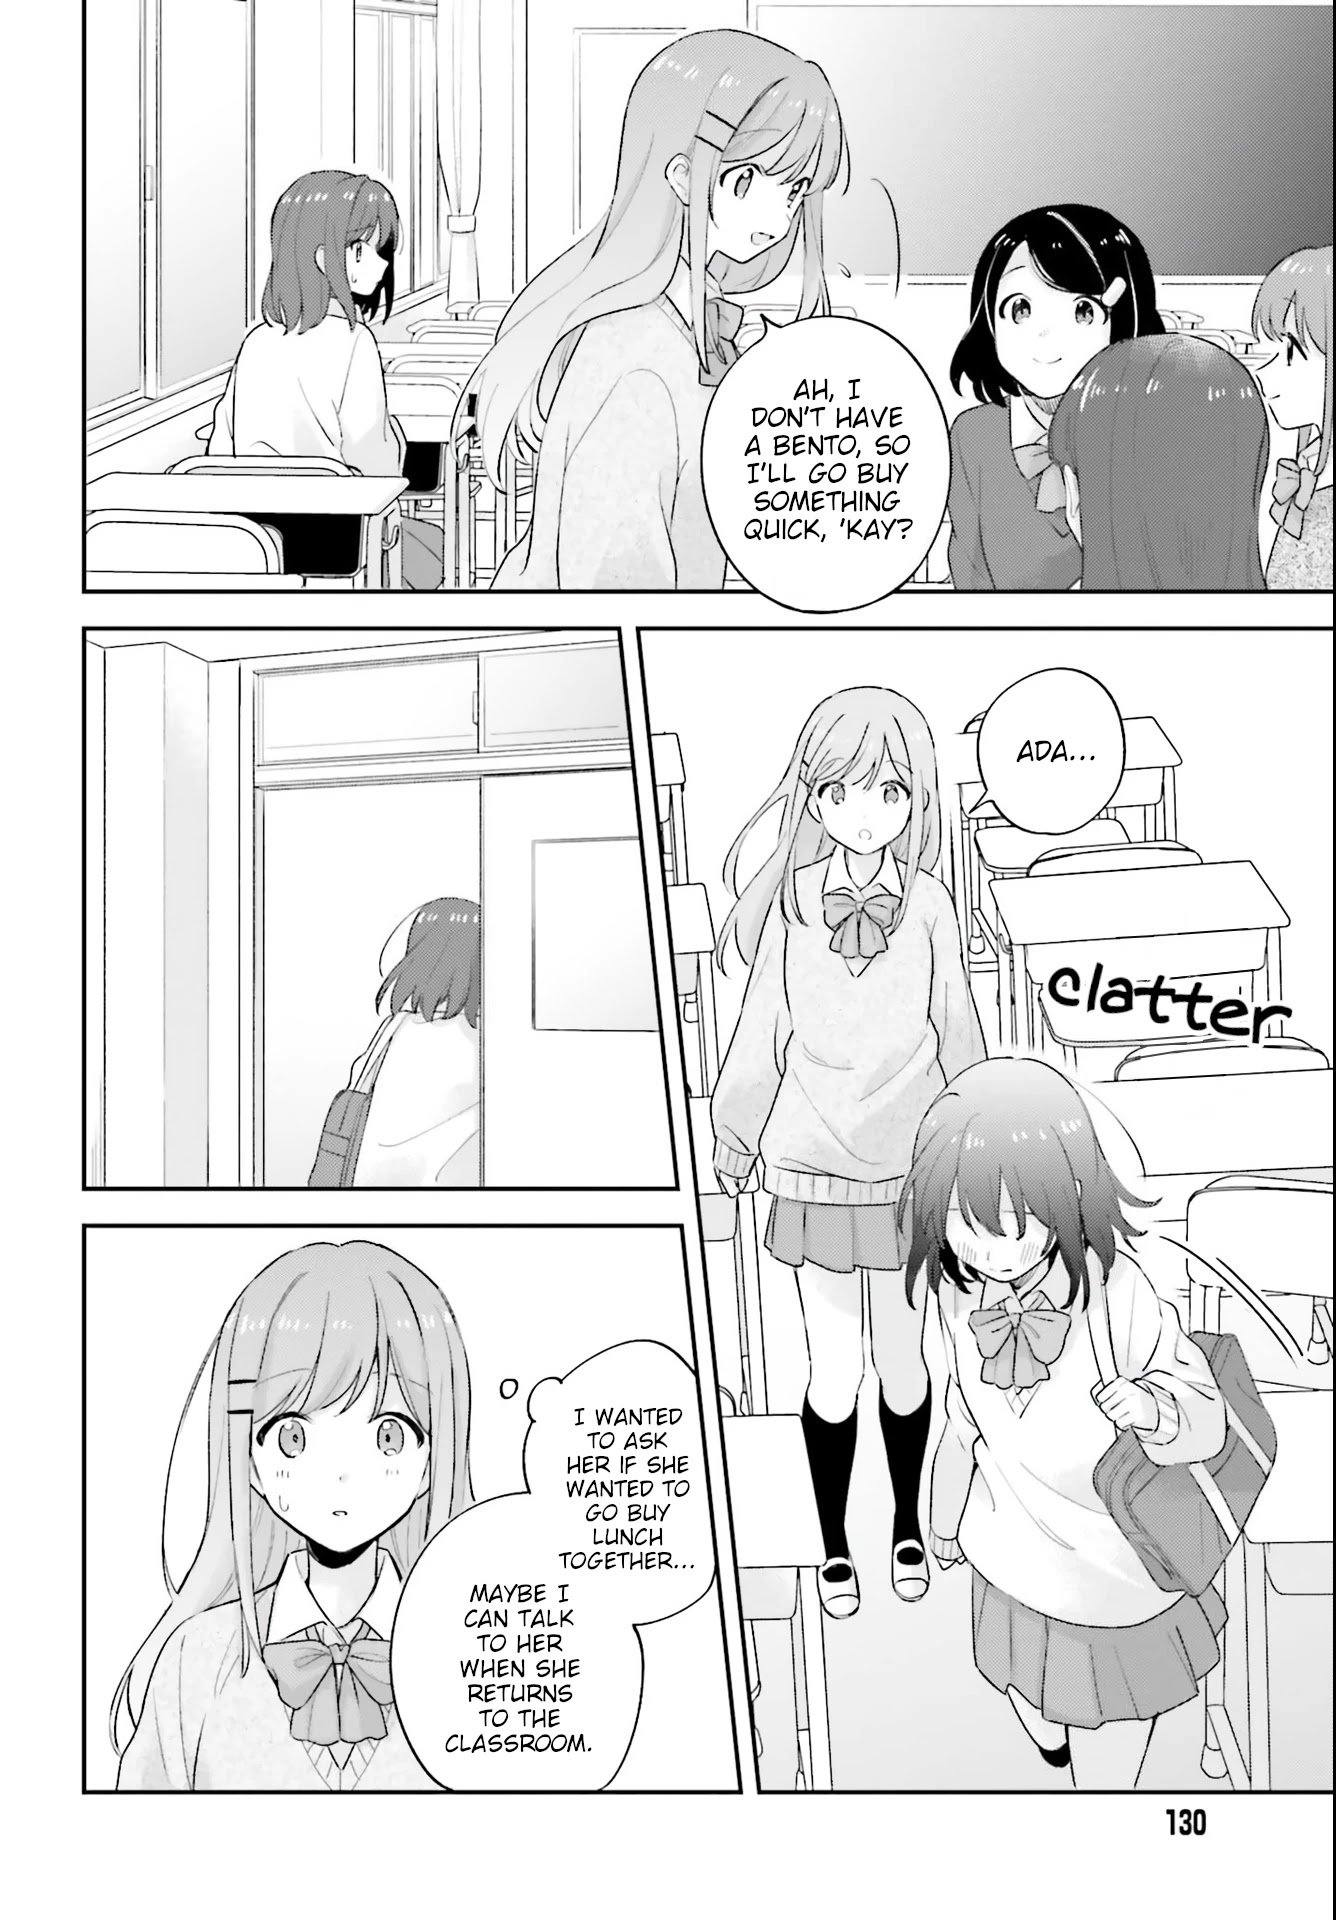 AH, I
DON'T HAVE
A BENTO, SO
I'LL GO BUY
SOMETHING
QUICK, 'KAY?
ADA...
clatter
I WANTED
TO ASK
HER IF SHE
WANTED TO
GO BUY
LUNCH
TOGETHER...
MAYBE I
CAN TALK
TO HER
WHEN SHE
RETURNS
TO THE
CLASSROOM.
130